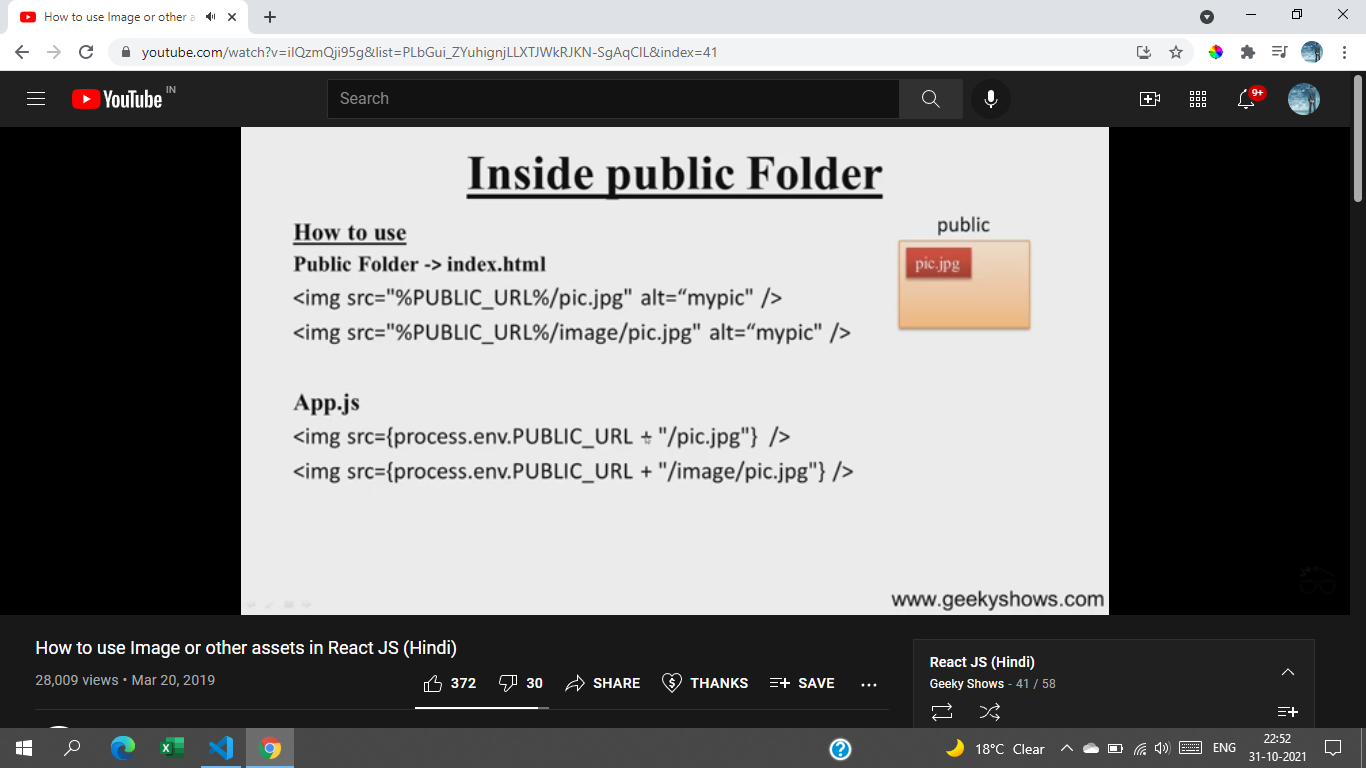 How to use Image or other a
youtube.com/watch?v=ilQzmQji95g&list=PLbGui_ZYuhignjLLXTJWkRJKN-SgAqCIL&index=41
YouTube IN
Search
9+
Inside public Folder
How to use
public
Public Folder -> index.html
pic.jpg
<img src="%PUBLIC_URL%/pic.jpg" alt=“mypic" />
<img src="%PUBLIC_URL%/image/pic.jpg" alt=“mypic" />
App.js
<img src={process.env.PUBLIC_URL + "/pic.jpg"} />
<img src={process.env.PUBLIC_URL + "/image/pic.jpg"} />
www.geekyshows.com
How to use Image or other assets in React JS (Hindi)
28,009 views • Mar 20, 2019
372
30
SHARE
THANKS
SAVE
React JS (Hindi)
Geeky Shows - 41 / 58
18°C Clear
ENG
22:52
31-10-2021